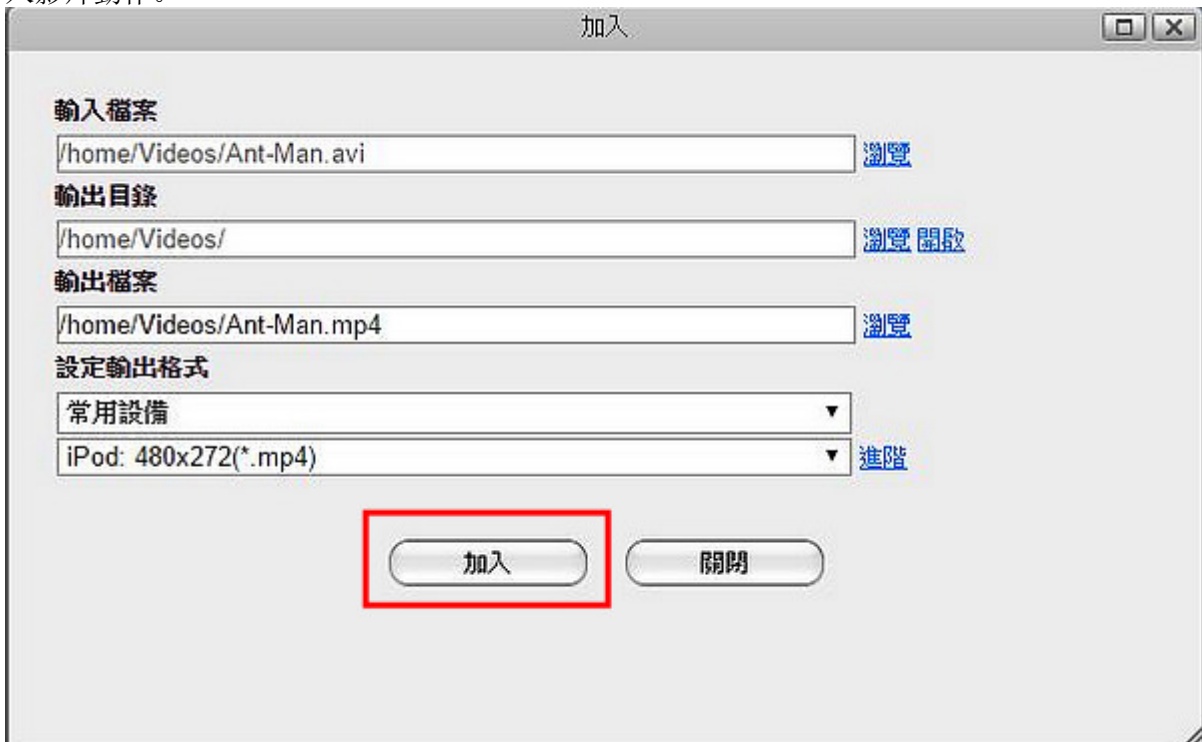 加入
輸入檔案
/home/Videos/Ant-Man.avi 瀏覽
輸出目錄
/home/Videos/ 瀏覽 開啟
輸出檔案
/home/Videos/Ant-Man.mp4 瀏覽
設定輸出格式
常用設備
iPod: 480x272(*.mp4) 進階
加入 關閉